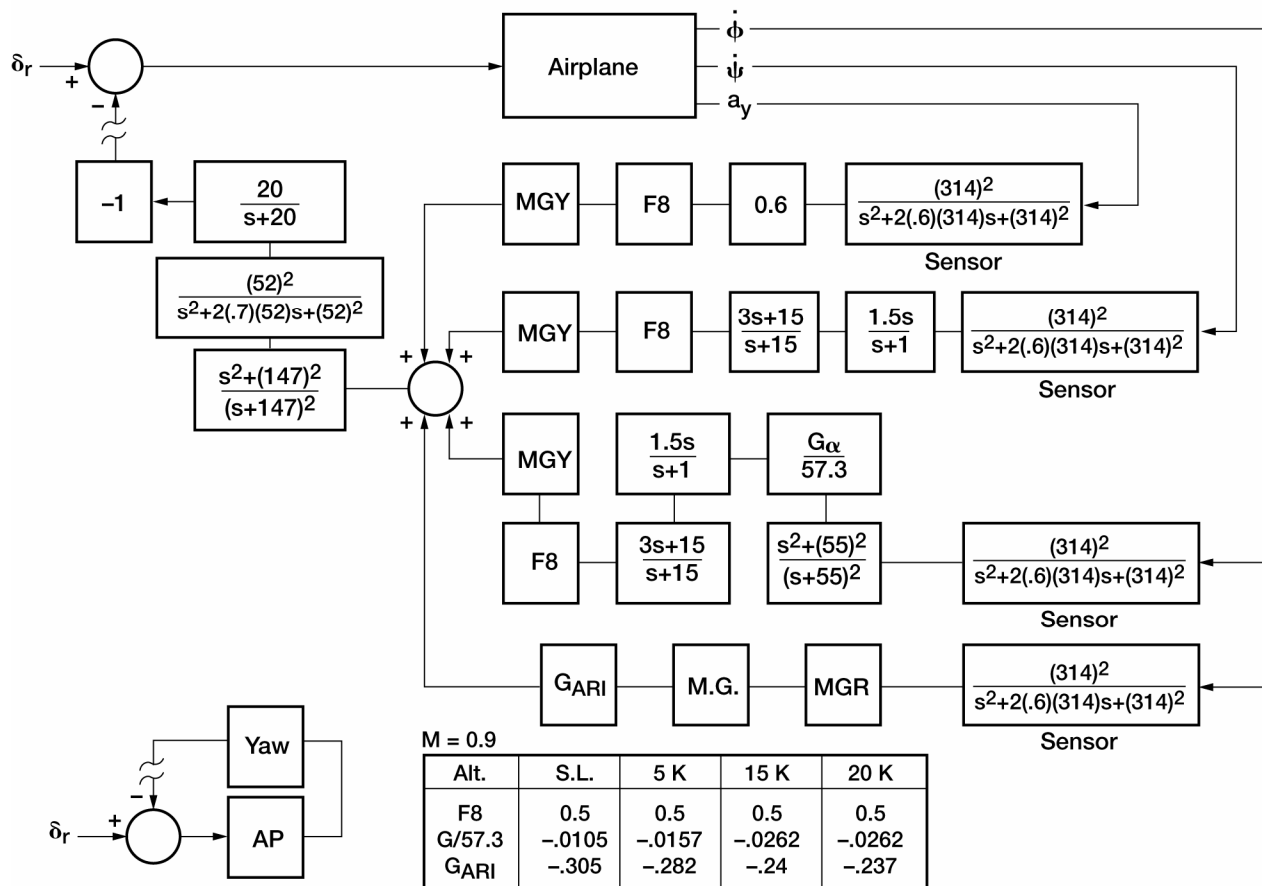 ϕ̇
δr
+
−
Airplane
ψ̇
ay
−1
20
s+20
MGY
F8
0.6
(314)²
s²+2(.6)(314)s+(314)²
Sensor
(52)²
s²+2(.7)(52)s+(52)²
MGY
F8
3s+15
s+15
1.5s
s+1
(314)²
s²+2(.6)(314)s+(314)²
Sensor
s²+(147)²
(s+147)²
+ +
+ +
MGY
1.5s
s+1
Gα
57.3
F8
3s+15
s+15
s²+(55)²
(s+55)²
(314)²
s²+2(.6)(314)s+(314)²
Sensor
GARI
M.G.
MGR
(314)²
s²+2(.6)(314)s+(314)²
Sensor
Yaw
−
+
δr
AP
M = 0.9
Alt. S.L. 5 K 15 K 20 K
F8 0.5 0.5 0.5 0.5
G/57.3 −.0105 −.0157 −.0262 −.0262
GARI −.305 −.282 −.24 −.237